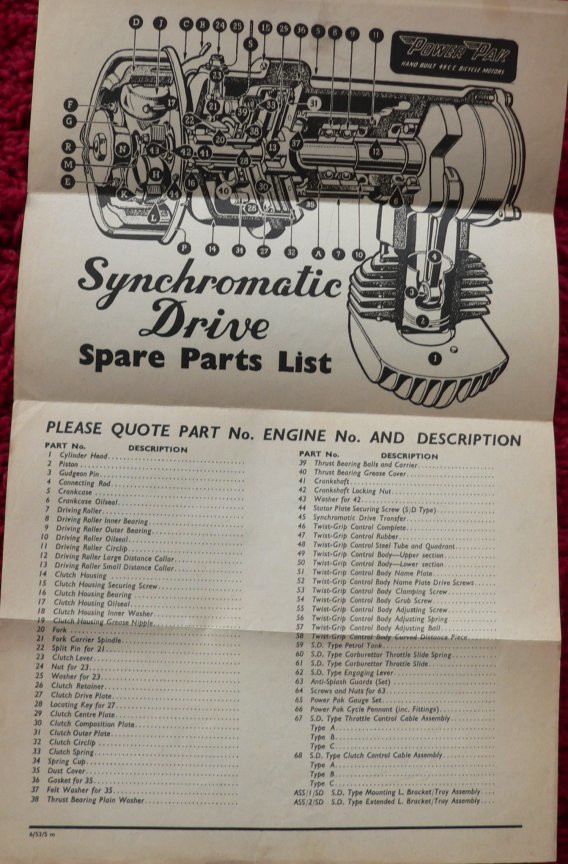 POWER PAK
HAND BUILT 49 C.C. BICYCLE MOTORS
Synchromatic
Drive
Spare Parts List
PLEASE QUOTE PART No. ENGINE No. AND DESCRIPTION
PART No. DESCRIPTION
1 Cylinder Head
2 Piston
3 Gudgeon Pin
4 Connecting Rod
5 Crankcase
6 Crankcase Oilseal
7 Driving Roller
8 Driving Roller Inner Bearing
9 Driving Roller Outer Bearing
10 Driving Roller Oilseal
11 Driving Roller Circlip
12 Driving Roller Large Distance Collar
13 Driving Roller Small Distance Collar
14 Clutch Housing
15 Clutch Housing Securing Screw
16 Clutch Housing Bearing
17 Clutch Housing Oilseal
18 Clutch Housing Inner Washer
19 Clutch Housing Grease Nipple
20 Fork
21 Fork Carrier Spindle
22 Split Pin for 21
23 Clutch Lever
24 Nut for 23
25 Washer for 23
26 Clutch Retainer
27 Clutch Drive Plate
28 Locating Key for 27
29 Clutch Centre Plate
30 Clutch Composition Plate
31 Clutch Outer Plate
32 Clutch Circlip
33 Clutch Spring
34 Spring Cup
35 Dust Cover
36 Gasket for 35
37 Felt Washer for 35
38 Thrust Bearing Plain Washer
PART No. DESCRIPTION
39 Thrust Bearing Balls and Carrier
40 Thrust Bearing Grease Cover
41 Crankshaft
42 Crankshaft Locking Nut
43 Washer for 42
44 Stator Plate Securing Screw (S/D Type)
45 Synchromatic Drive Transfer
46 Twist-Grip Control Complete
47 Twist-Grip Control Rubber
48 Twist-Grip Control Steel Tube and Quadrant
49 Twist-Grip Control Body—Upper section
50 Twist-Grip Control Body—Lower section
51 Twist-Grip Control Body Name Plate
52 Twist-Grip Control Body Name Plate Drive Screws
53 Twist-Grip Control Body Clamping Screw
54 Twist-Grip Control Body Grub Screw
55 Twist-Grip Control Body Adjusting Screw
56 Twist-Grip Control Body Adjusting Spring
57 Twist-Grip Control Body Adjusting Ball
58 Twist-Grip Control Body Curved Distance Piece
59 S.D. Type Petrol Tank
60 S.D. Type Carburettor Throttle Slide Spring
61 S.D. Type Carburettor Throttle Slide
62 S.D. Type Engaging Lever
63 Anti-Splash Guards (Set)
64 Screws and Nuts for 63
65 Power Pak Gauge Set
66 Power Pak Cycle Pennant (inc. Fittings)
67 S.D. Type Throttle Control Cable Assembly
Type A
Type B
Type C
68 S.D. Type Clutch Control Cable Assembly
Type A
Type B
Type C
ASS/1/SD S.D. Type Mounting L. Bracket/Tray Assembly
ASS/2/SD S.D. Type Extended L. Bracket/Tray Assembly
6/53/5 m